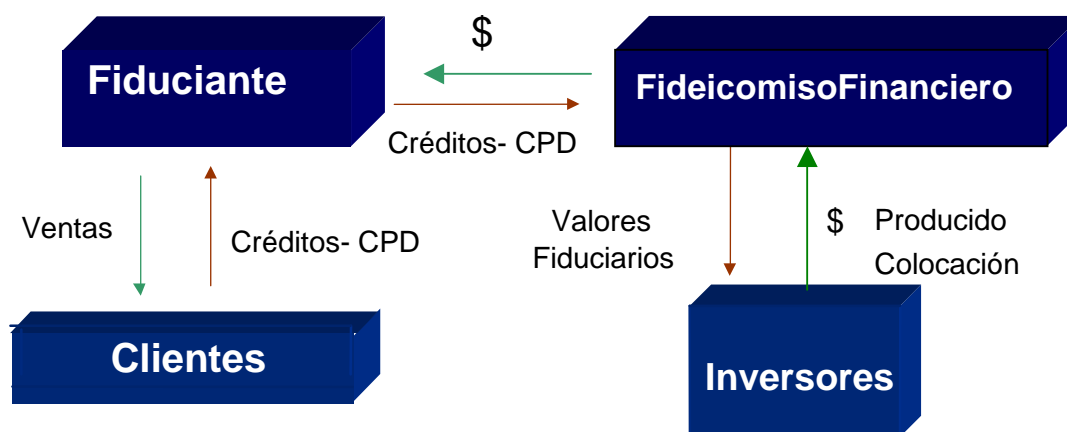 $
Fiduciante
FideicomisoFinanciero
Créditos- CPD
Ventas
Créditos- CPD
Valores
Fiduciarios
$ Producido
Colocación
Clientes
Inversores